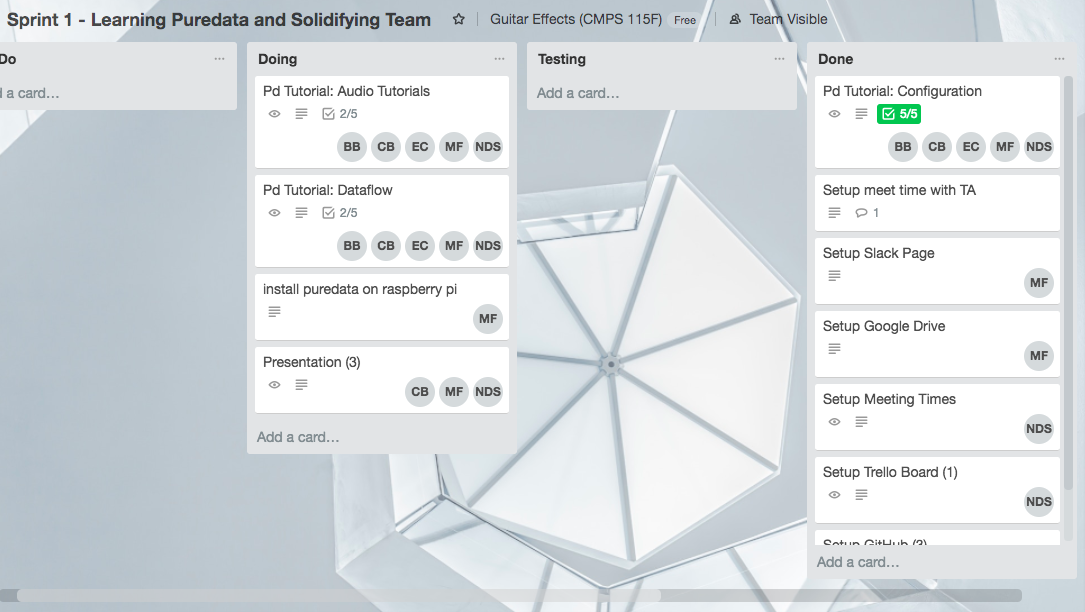 Sprint 1 - Learning Puredata and Solidifying Team Guitar Effects (CMPS 115F) Free Team Visible
Do
d a card…
Doing
Pd Tutorial: Audio Tutorials
2/5
BB CB EC MF NDS
Pd Tutorial: Dataflow
2/5
BB CB EC MF NDS
install puredata on raspberry pi
MF
Presentation (3)
CB MF NDS
Add a card…
Testing
Add a card…
Done
Pd Tutorial: Configuration
5/5
BB CB EC MF NDS
Setup meet time with TA
1
Setup Slack Page
MF
Setup Google Drive
MF
Setup Meeting Times
NDS
Setup Trello Board (1)
NDS
Setup GitHub (3)
Add a card…